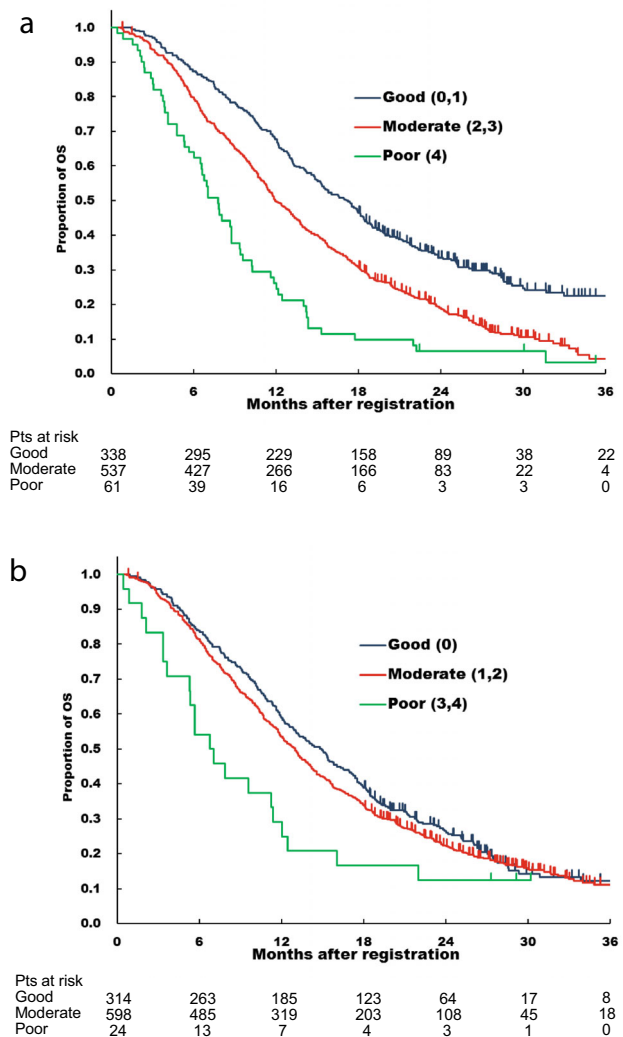 a
1.0
0.9
0.8
0.7
0.6
0.5
0.4
0.3
0.2
0.1
0.0
Proportion of OS
Good (0,1)
Moderate (2,3)
Poor (4)
0 6 12 18 24 30 36
Months after registration
Pts at risk
Good 338 295 229 158 89 38 22
Moderate 537 427 266 166 83 22 4
Poor 61 39 16 6 3 3 0
b
1.0
0.9
0.8
0.7
0.6
0.5
0.4
0.3
0.2
0.1
0.0
Proportion of OS
Good (0)
Moderate (1,2)
Poor (3,4)
0 6 12 18 24 30 36
Months after registration
Pts at risk
Good 314 263 185 123 64 17 8
Moderate 598 485 319 203 108 45 18
Poor 24 13 7 4 3 1 0